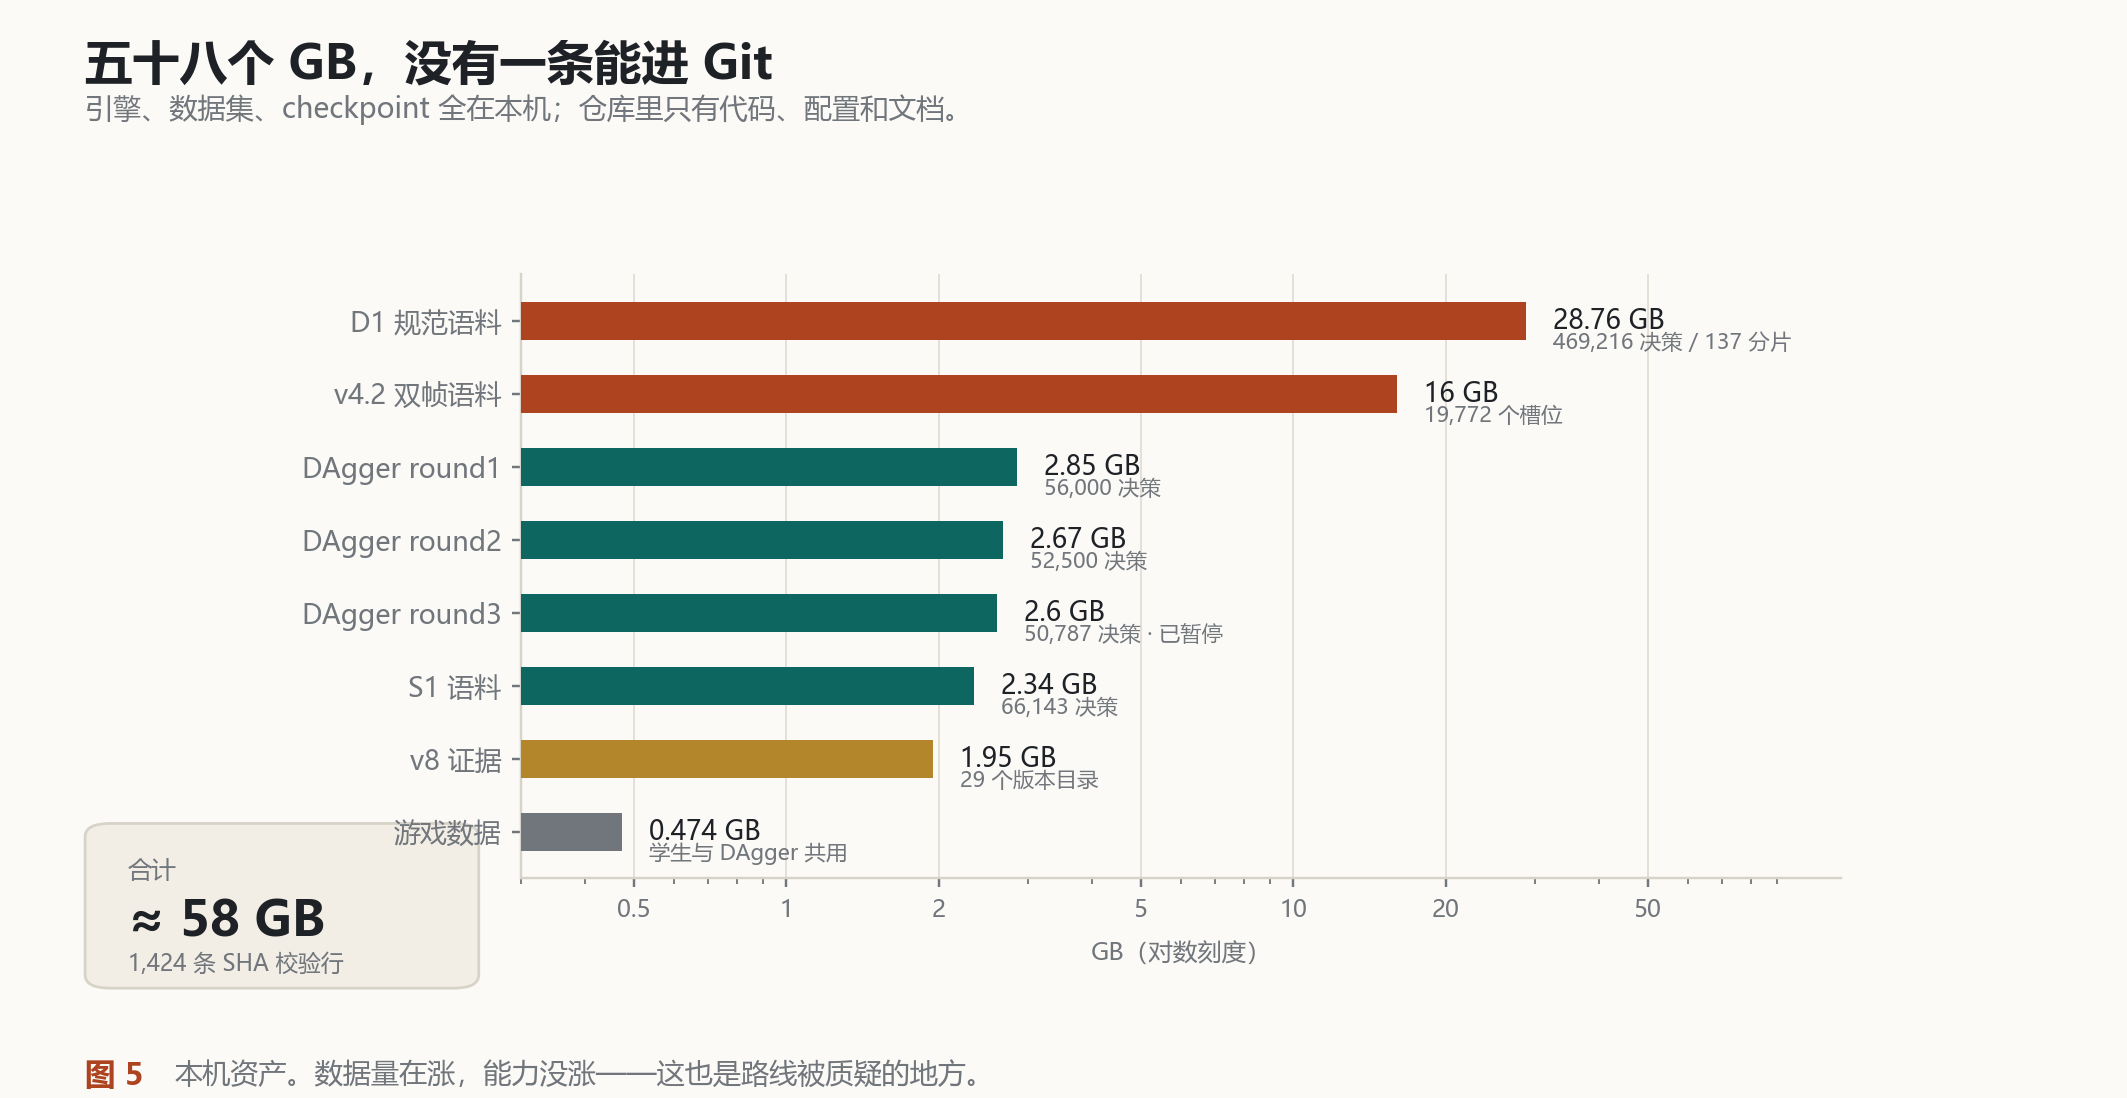 五十八个 GB，没有一条能进 Git
引擎、数据集、checkpoint 全在本机；仓库里只有代码、配置和文档。
D1 规范语料
28.76 GB
469,216 决策 / 137 分片
v4.2 双帧语料
16 GB
19,772 个槽位
DAgger round1
2.85 GB
56,000 决策
DAgger round2
2.67 GB
52,500 决策
DAgger round3
2.6 GB
50,787 决策 · 已暂停
S1 语料
2.34 GB
66,143 决策
v8 证据
1.95 GB
29 个版本目录
游戏数据
0.474 GB
学生与 DAgger 共用
合计
≈ 58 GB
1,424 条 SHA 校验行
0.5 1 2 5 10 20 50
GB（对数刻度）
图 5 本机资产。数据量在涨，能力没涨——这也是路线被质疑的地方。